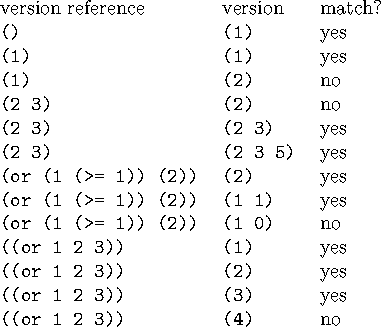 version reference version match?
() (1) yes
(1) (1) yes
(1) (2) no
(2 3) (2) no
(2 3) (2 3) yes
(2 3) (2 3 5) yes
(or (1 (>= 1)) (2)) (2) yes
(or (1 (>= 1)) (2)) (1 1) yes
(or (1 (>= 1)) (2)) (1 0) no
((or 1 2 3)) (1) yes
((or 1 2 3)) (2) yes
((or 1 2 3)) (3) yes
((or 1 2 3)) (4) no